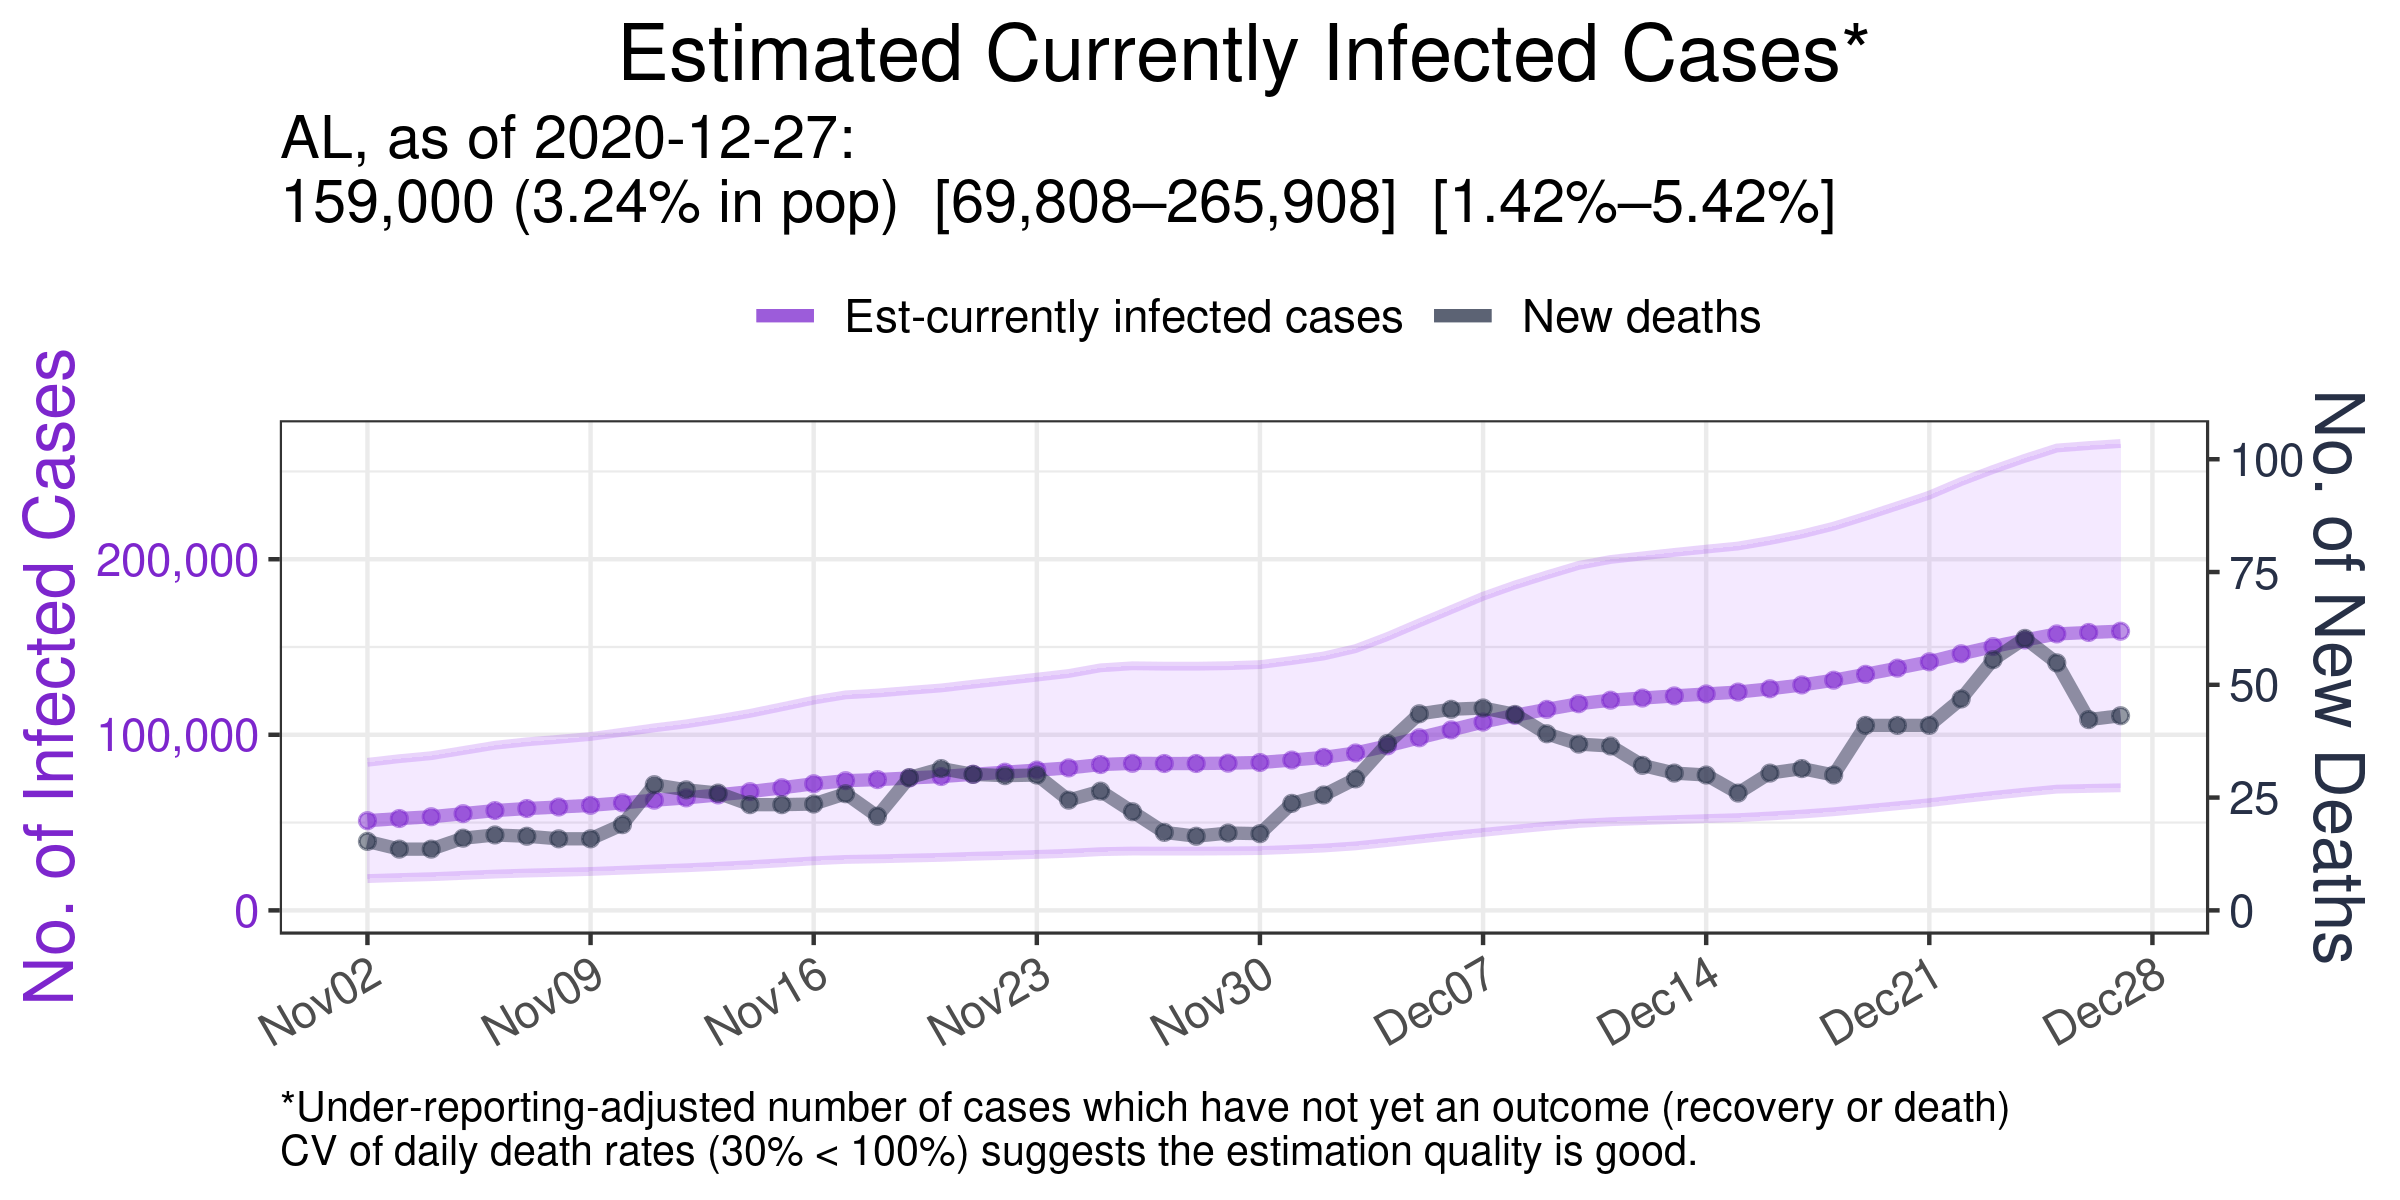 Estimated Currently Infected Cases*
AL, as of 2020-12-27:
159,000 (3.24% in pop)  [69,808–265,908]  [1.42%–5.42%]
Est-currently infected cases
New deaths
No. of Infected Cases
200,000
100,000
0
100
75
50
25
0
No. of New Deaths
Nov02
Nov09
Nov16
Nov23
Nov30
Dec07
Dec14
Dec21
Dec28
*Under-reporting-adjusted number of cases which have not yet an outcome (recovery or death)
CV of daily death rates (30% < 100%) suggests the estimation quality is good.